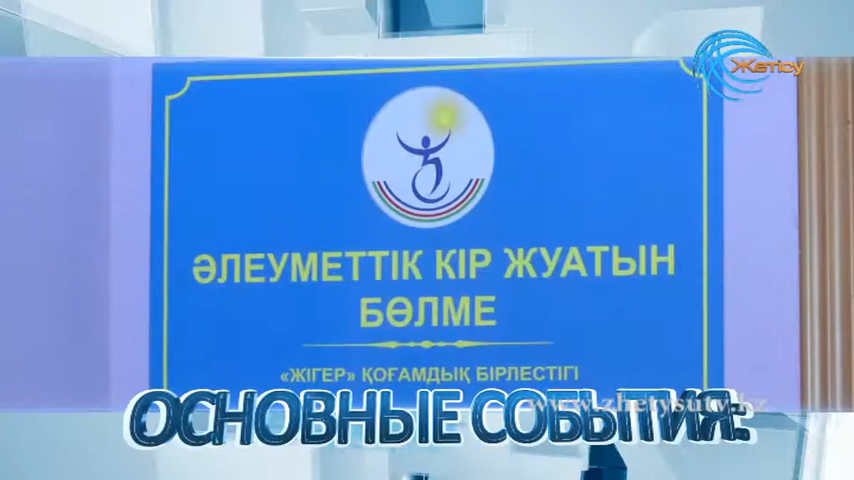 Жетісу
ӘЛЕУМЕТТІК КІР ЖУАТЫН
БӨЛМЕ
«ЖІГЕР» ҚОҒАМДЫҚ БІРЛЕСТІГІ
www.zhetysutv.kz
ОСНОВНЫЕ СОБЫТИЯ: